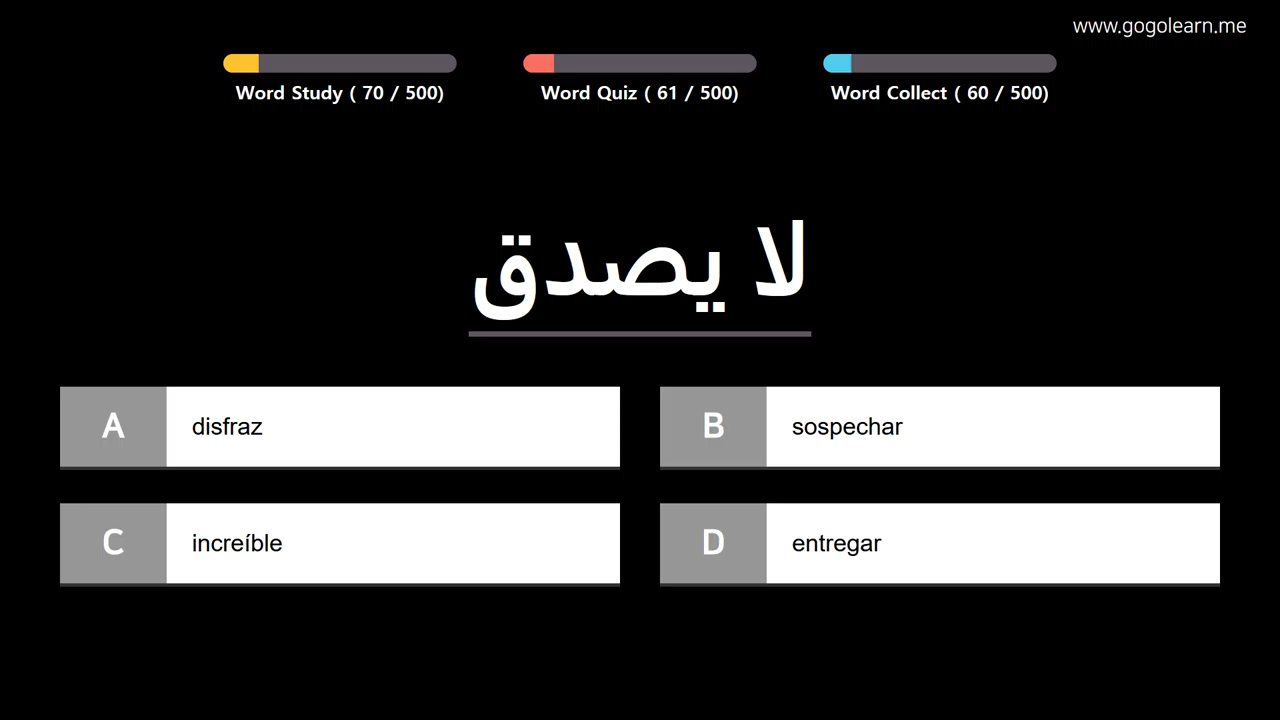 www.gogolearn.me
Word Study ( 70 / 500)
Word Quiz ( 61 / 500)
Word Collect ( 60 / 500)
لا يصدق
A disfraz
B sospechar
C increíble
D entregar